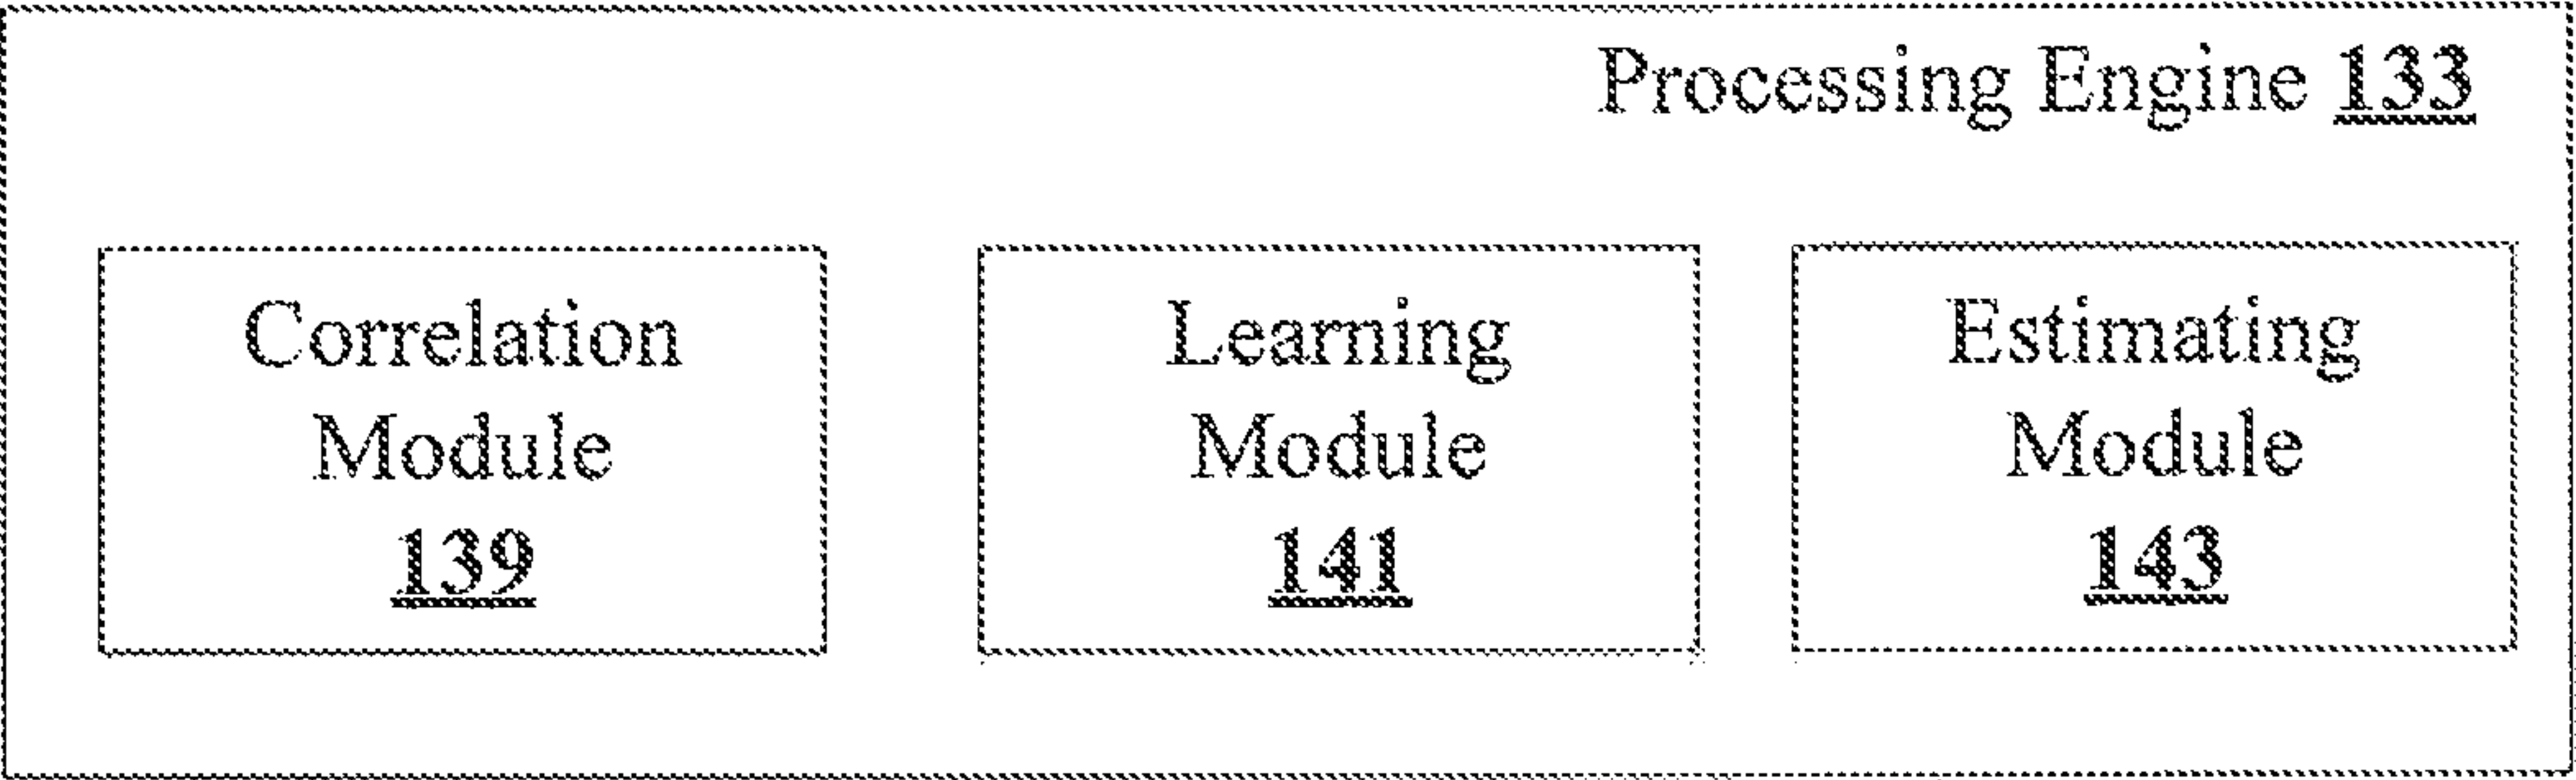 Processing Engine 133
Correlation
Module
139
Learning
Module
141
Estimating
Module
143